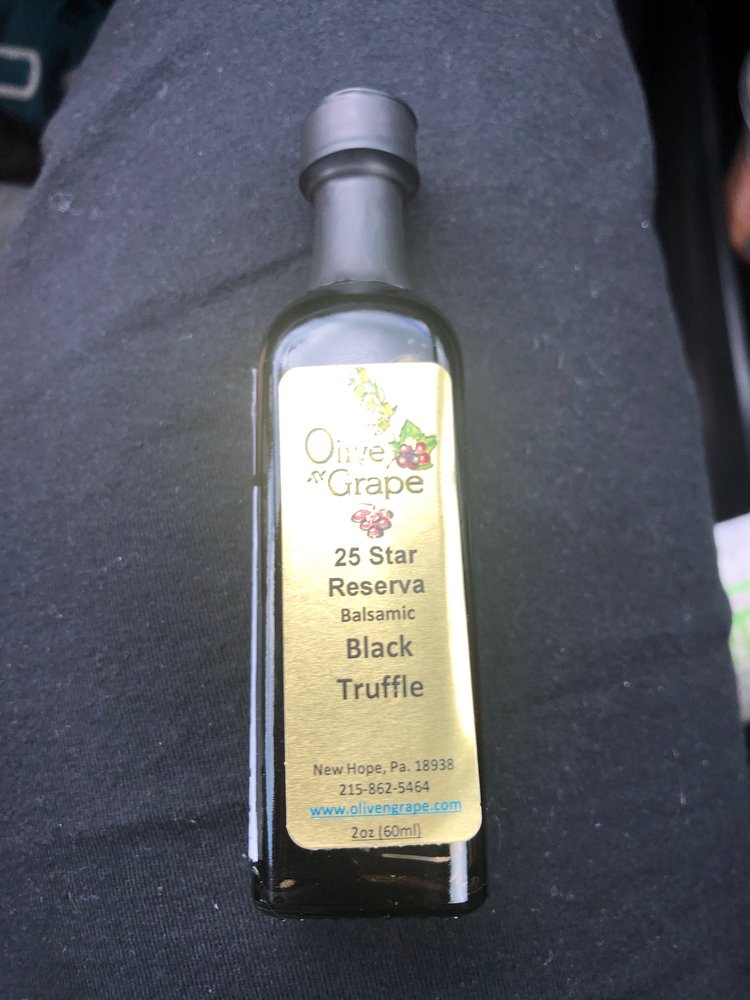 Olive
'n' Grape
25 Star
Reserva
Balsamic
Black
Truffle
New Hope, Pa. 18938
215-862-5464
www.olivengrape.com
2oz (60ml)